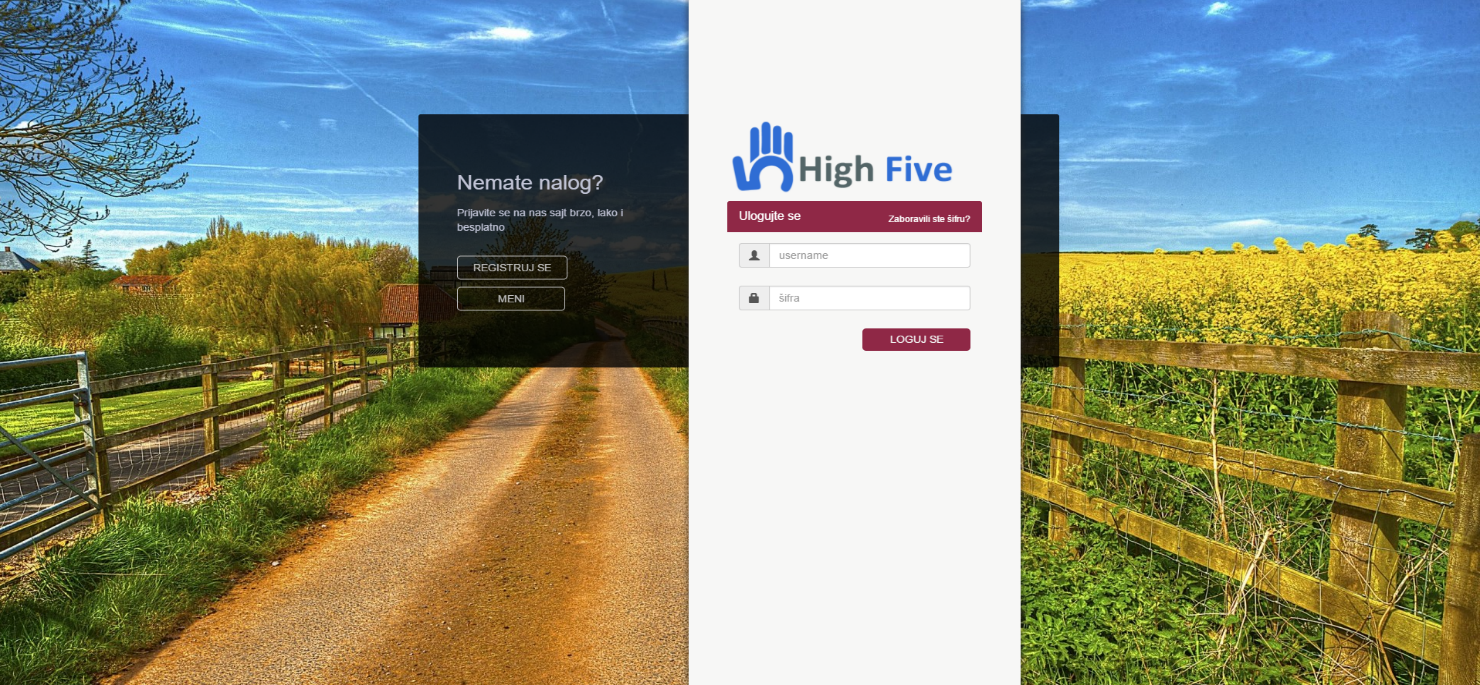 Nemate nalog?
Prijavite se na nas sajt brzo, lako i
besplatno
REGISTRUJ SE
MENI
High Five
Ulogujte se
Zaboravili ste šifru?
username
šifra
LOGUJ SE